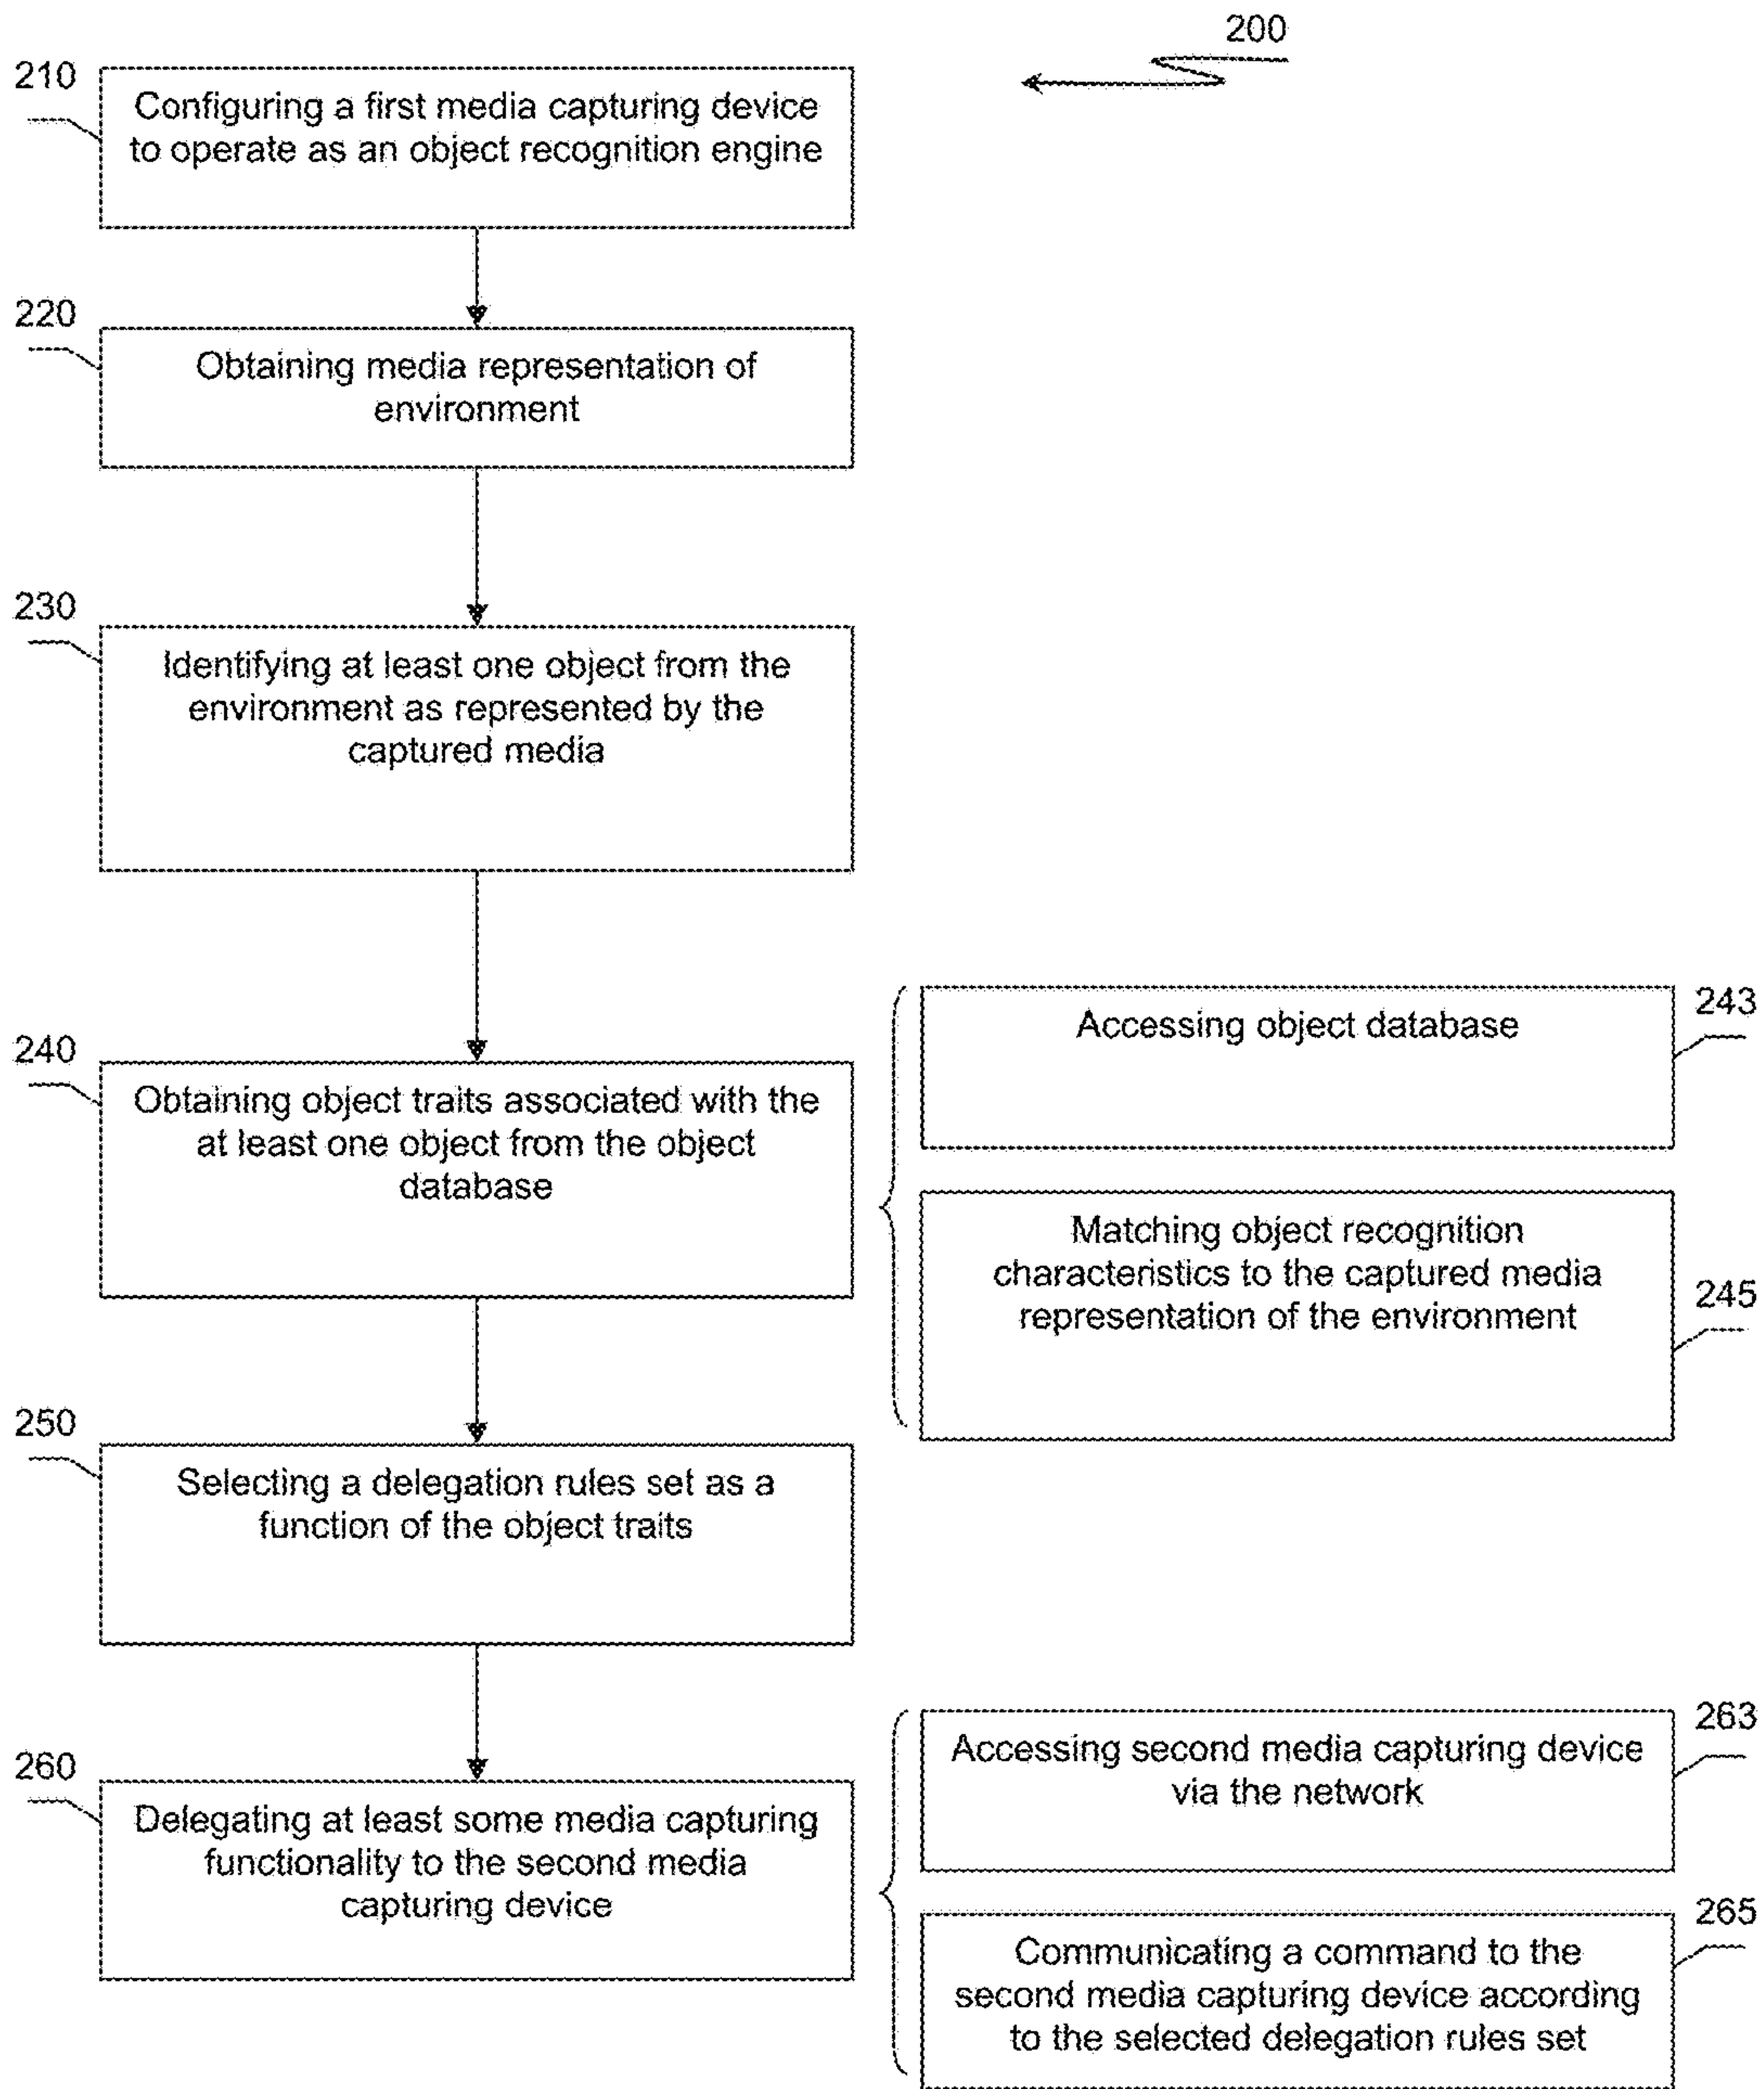 200
210
Configuring a first media capturing device
to operate as an object recognition engine
220
Obtaining media representation of
environment
230
Identifying at least one object from the
environment as represented by the
captured media
240
Obtaining object traits associated with the
at least one object from the object
database
243
Accessing object database
245
Matching object recognition
characteristics to the captured media
representation of the environment
250
Selecting a delegation rules set as a
function of the object traits
260
Delegating at least some media capturing
functionality to the second media
capturing device
263
Accessing second media capturing device
via the network
265
Communicating a command to the
second media capturing device according
to the selected delegation rules set